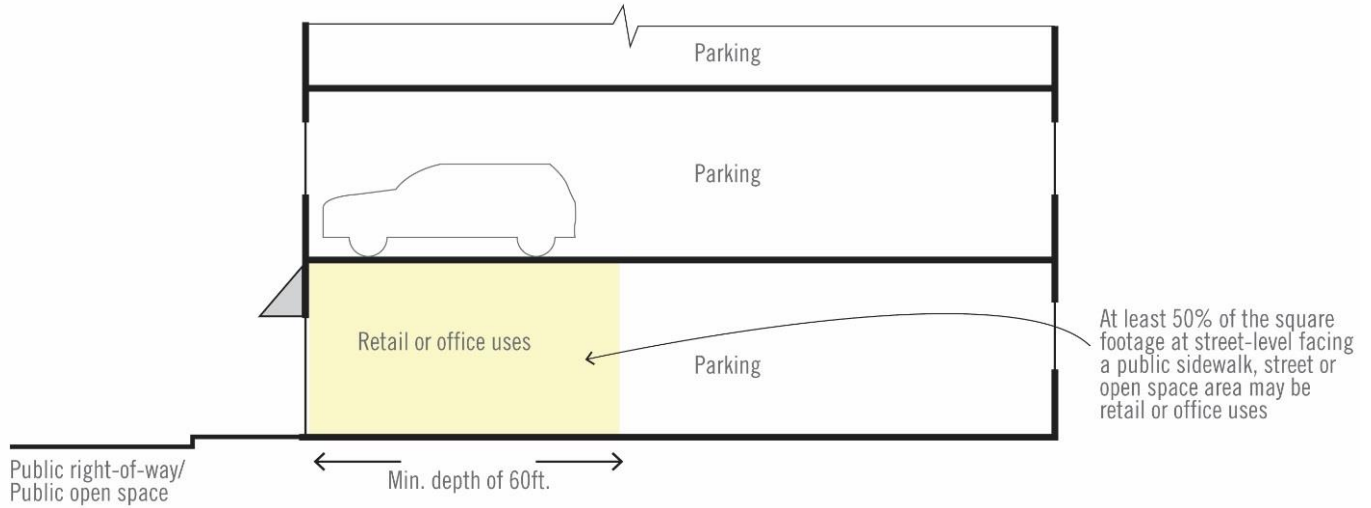 Parking
Parking
Retail or office uses
Parking
At least 50% of the square
footage at street-level facing
a public sidewalk, street or
open space area may be
retail or office uses
Public right-of-way/
Public open space
Min. depth of 60ft.